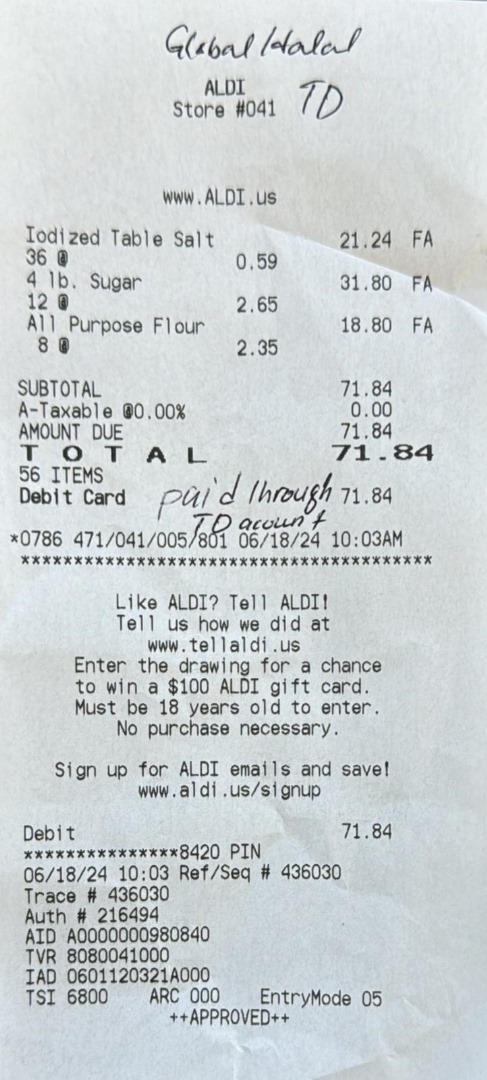 Global Halal
ALDI
Store #041 TD
www.ALDI.us
Iodized Table Salt 21.24 FA
36 @ 0.59
4 lb. Sugar 31.80 FA
12 @ 2.65
All Purpose Flour 18.80 FA
8 @ 2.35
SUBTOTAL 71.84
A-Taxable @0.00% 0.00
AMOUNT DUE 71.84
TOTAL 71.84
56 ITEMS
Debit Card paid through 71.84
TD acount
*0786 471/041/005/801 06/18/24 10:03AM
****************************************
Like ALDI? Tell ALDI!
Tell us how we did at
www.tellaldi.us
Enter the drawing for a chance
to win a $100 ALDI gift card.
Must be 18 years old to enter.
No purchase necessary.
Sign up for ALDI emails and save!
www.aldi.us/signup
Debit 71.84
***************8420 PIN
06/18/24 10:03 Ref/Seq # 436030
Trace # 436030
Auth # 216494
AID A0000000980840
TVR 8080041000
IAD 0601120321A000
TSI 6800 ARC 000 EntryMode 05
++APPROVED++